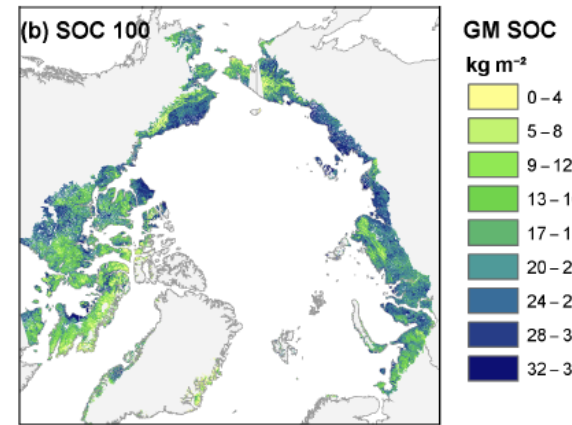 (b) SOC 100
GM SOC
kg m⁻²
0 – 4
5 – 8
9 – 12
13 – 1
17 – 1
20 – 2
24 – 2
28 – 3
32 – 3